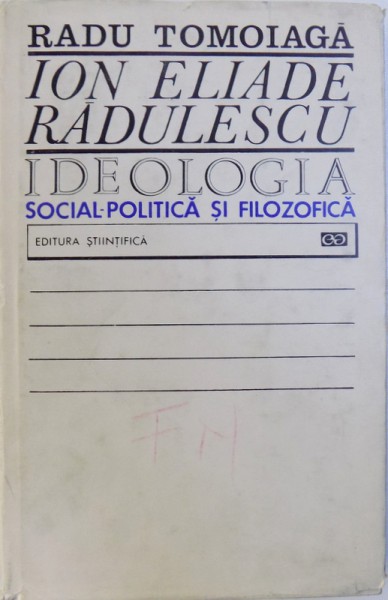 RADU TOMOIAGĂ
ION ELIADE
RĂDULESCU
IDEOLOGIA
SOCIAL-POLITICĂ ȘI FILOZOFICĂ
EDITURA ȘTIINȚIFICĂ